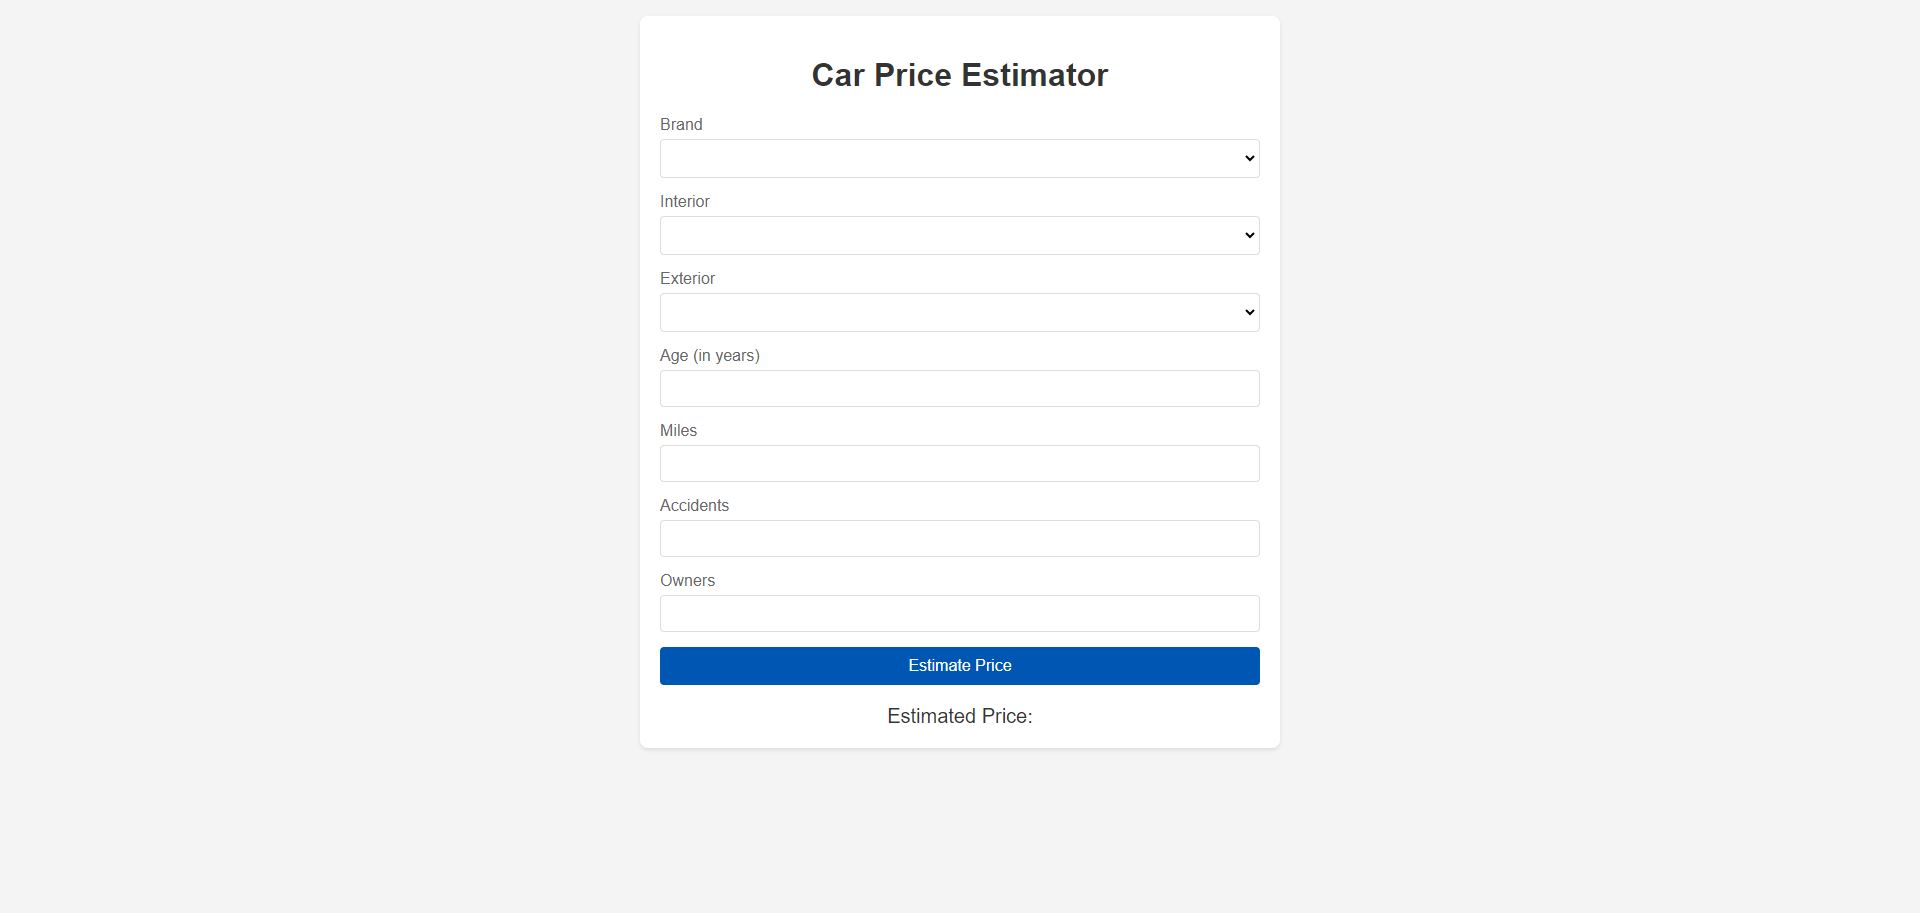 Car Price Estimator
Brand
Interior
Exterior
Age (in years)
Miles
Accidents
Owners
Estimate Price
Estimated Price: